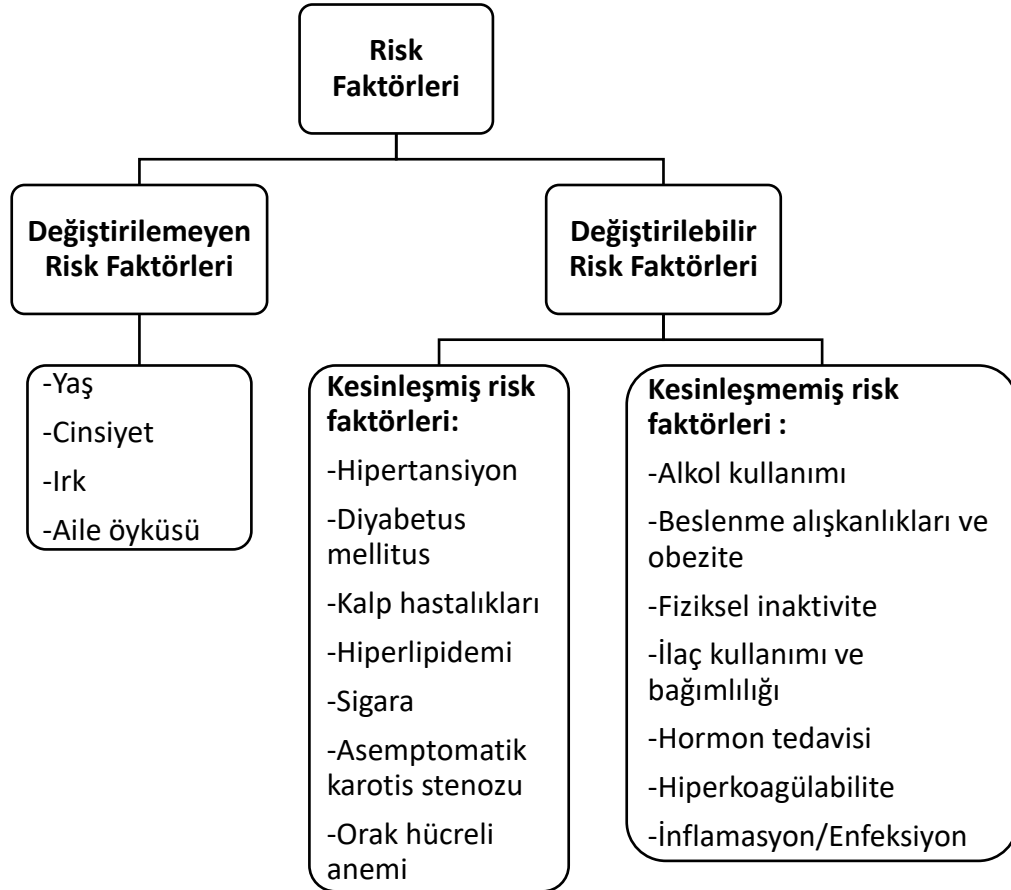 Risk
Faktörleri
Değiştirilemeyen
Risk Faktörleri
Değiştirilebilir
Risk Faktörleri
-Yaş
-Cinsiyet
-Irk
-Aile öyküsü
Kesinleşmiş risk
faktörleri:
-Hipertansiyon
-Diyabetus
mellitus
-Kalp hastalıkları
-Hiperlipidemi
-Sigara
-Asemptomatik
karotis stenozu
-Orak hücreli
anemi
Kesinleşmemiş risk
faktörleri :
-Alkol kullanımı
-Beslenme alışkanlıkları ve
obezite
-Fiziksel inaktivite
-İlaç kullanımı ve
bağımlılığı
-Hormon tedavisi
-Hiperkoagülabilite
-İnflamasyon/Enfeksiyon